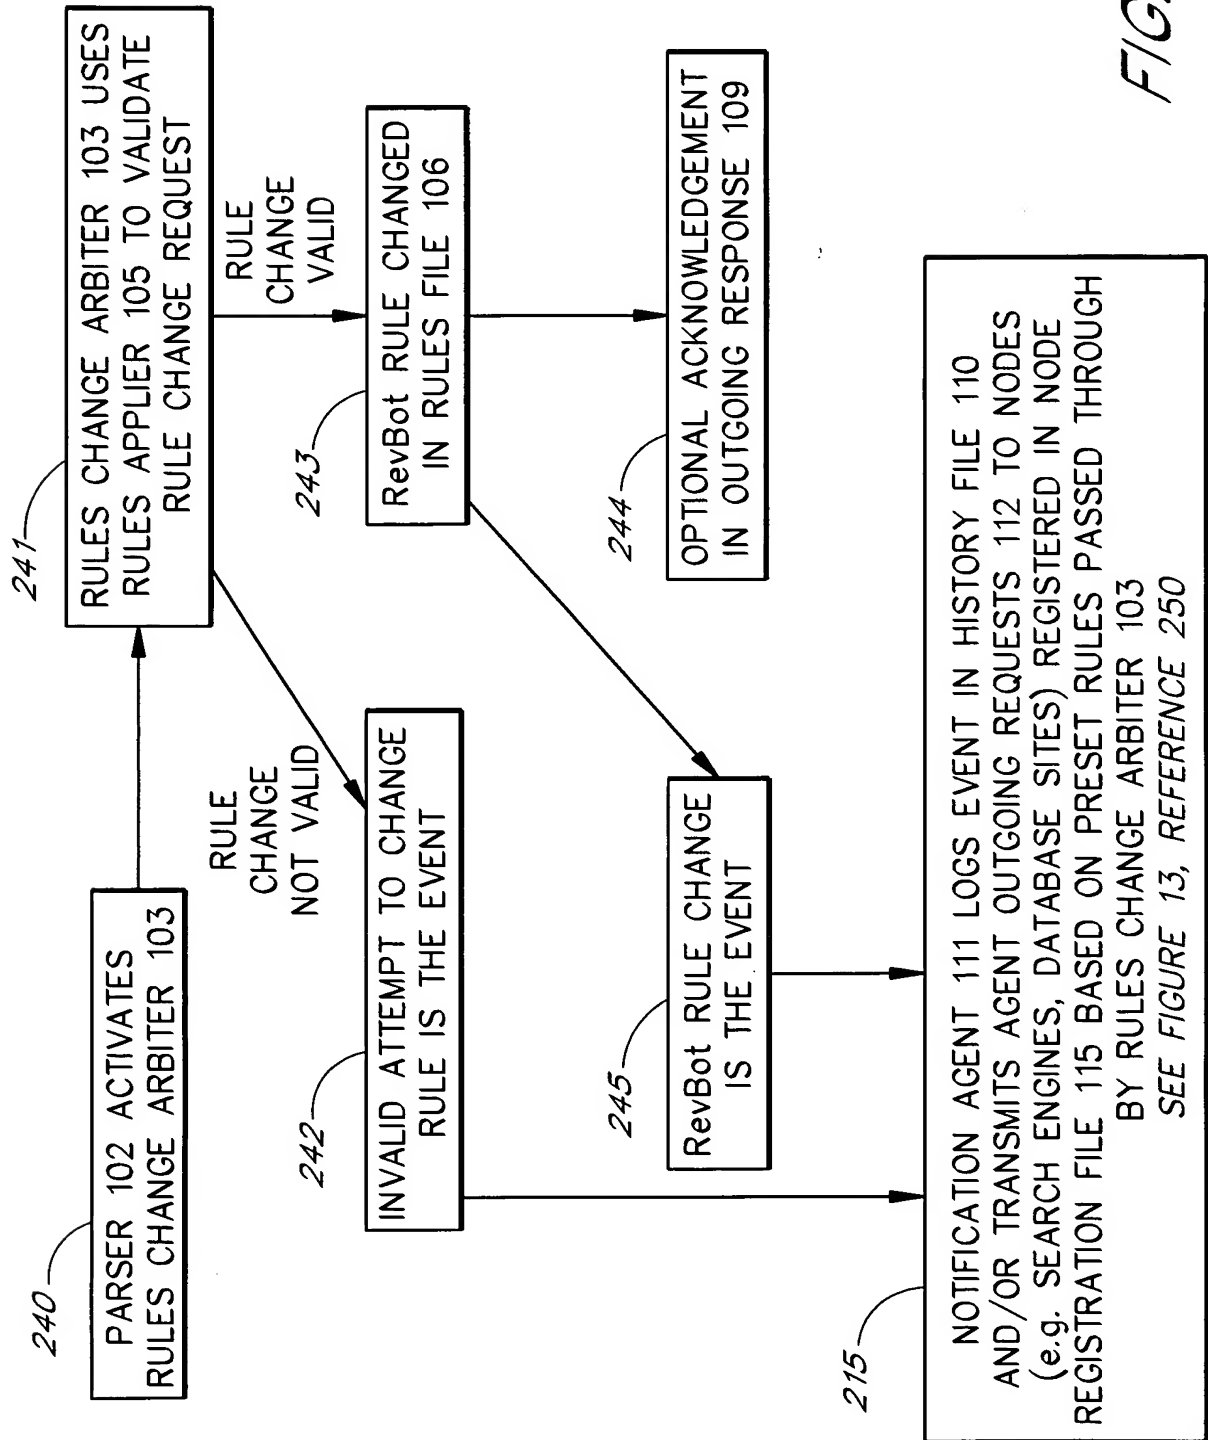 240
PARSER 102 ACTIVATES
RULES CHANGE ARBITER 103
241
RULES CHANGE ARBITER 103 USES
RULES APPLIER 105 TO VALIDATE
RULE CHANGE REQUEST
RULE
CHANGE
NOT VALID
RULE
CHANGE
VALID
242
INVALID ATTEMPT TO CHANGE
RULE IS THE EVENT
243
RevBot RULE CHANGED
IN RULES FILE 106
245
RevBot RULE CHANGE
IS THE EVENT
244
OPTIONAL ACKNOWLEDGEMENT
IN OUTGOING RESPONSE 109
215
NOTIFICATION AGENT 111 LOGS EVENT IN HISTORY FILE 110
AND/OR TRANSMITS AGENT OUTGOING REQUESTS 112 TO NODES
(e.g. SEARCH ENGINES, DATABASE SITES) REGISTERED IN NODE
REGISTRATION FILE 115 BASED ON PRESET RULES PASSED THROUGH
BY RULES CHANGE ARBITER 103
SEE FIGURE 13, REFERENCE 250
FIG.